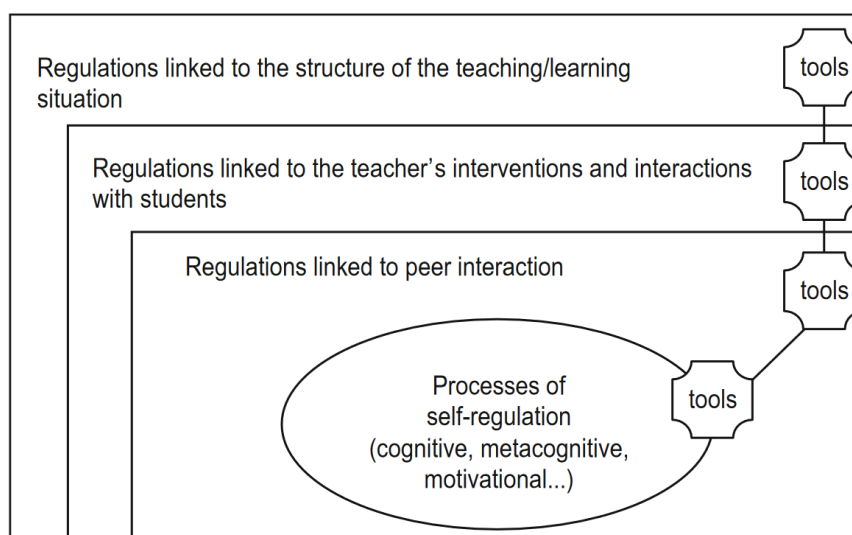 Regulations linked to the structure of the teaching/learning
situation
tools
Regulations linked to the teacher’s interventions and interactions
with students
tools
Regulations linked to peer interaction
tools
Processes of
self-regulation
(cognitive, metacognitive,
motivational...)
tools